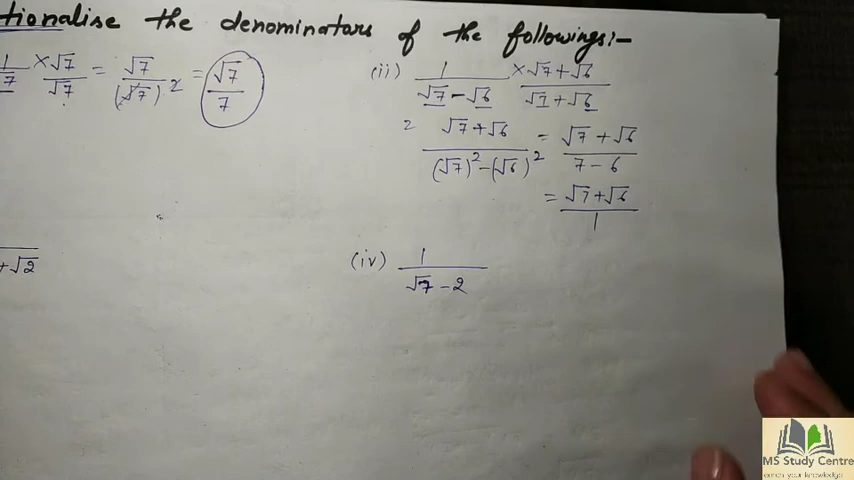 tionalise the denominators of the followings:-
1/√7 × √7/√7 = √7/(√7)² = √7/7
(ii) 1/(√7 - √6) × (√7 + √6)/(√7 + √6)
= (√7 + √6)/((√7)² - (√6)²) = (√7 + √6)/(7 - 6)
= (√7 + √6)/1
+ √2
(iv) 1/(√7 - 2)
MS Study Centre